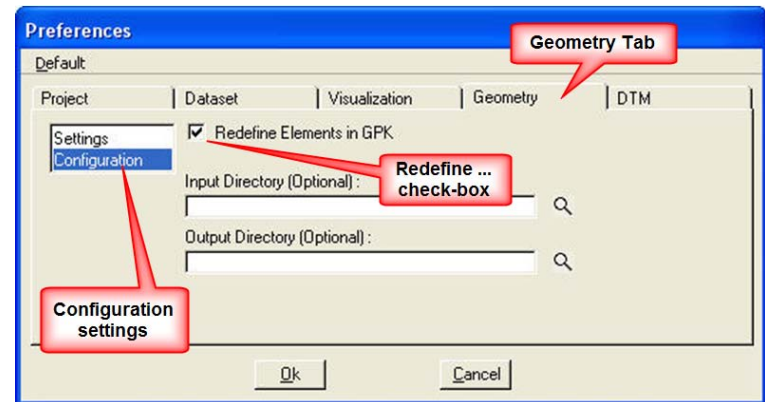 Preferences
Geometry Tab
Default
Project Dataset Visualization Geometry DTM
Settings
Configuration
Redefine Elements in GPK
Redefine ...
check-box
Input Directory (Optional) :
Output Directory (Optional) :
Configuration
settings
Ok Cancel